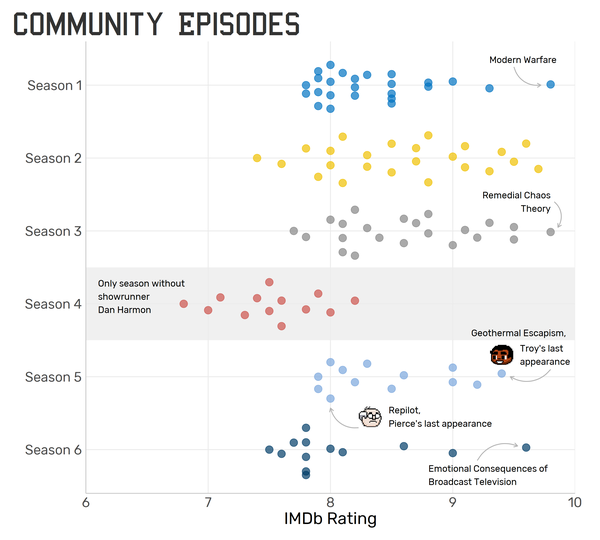 COMMUNITY EPISODES
Season 1
Modern Warfare
Season 2
Season 3
Remedial Chaos
Theory
Season 4
Only season without
showrunner
Dan Harmon
Season 5
Geothermal Escapism,
Troy's last
appearance
Repilot,
Pierce's last appearance
Season 6
Emotional Consequences of
Broadcast Television
6 7 8 9 10
IMDb Rating